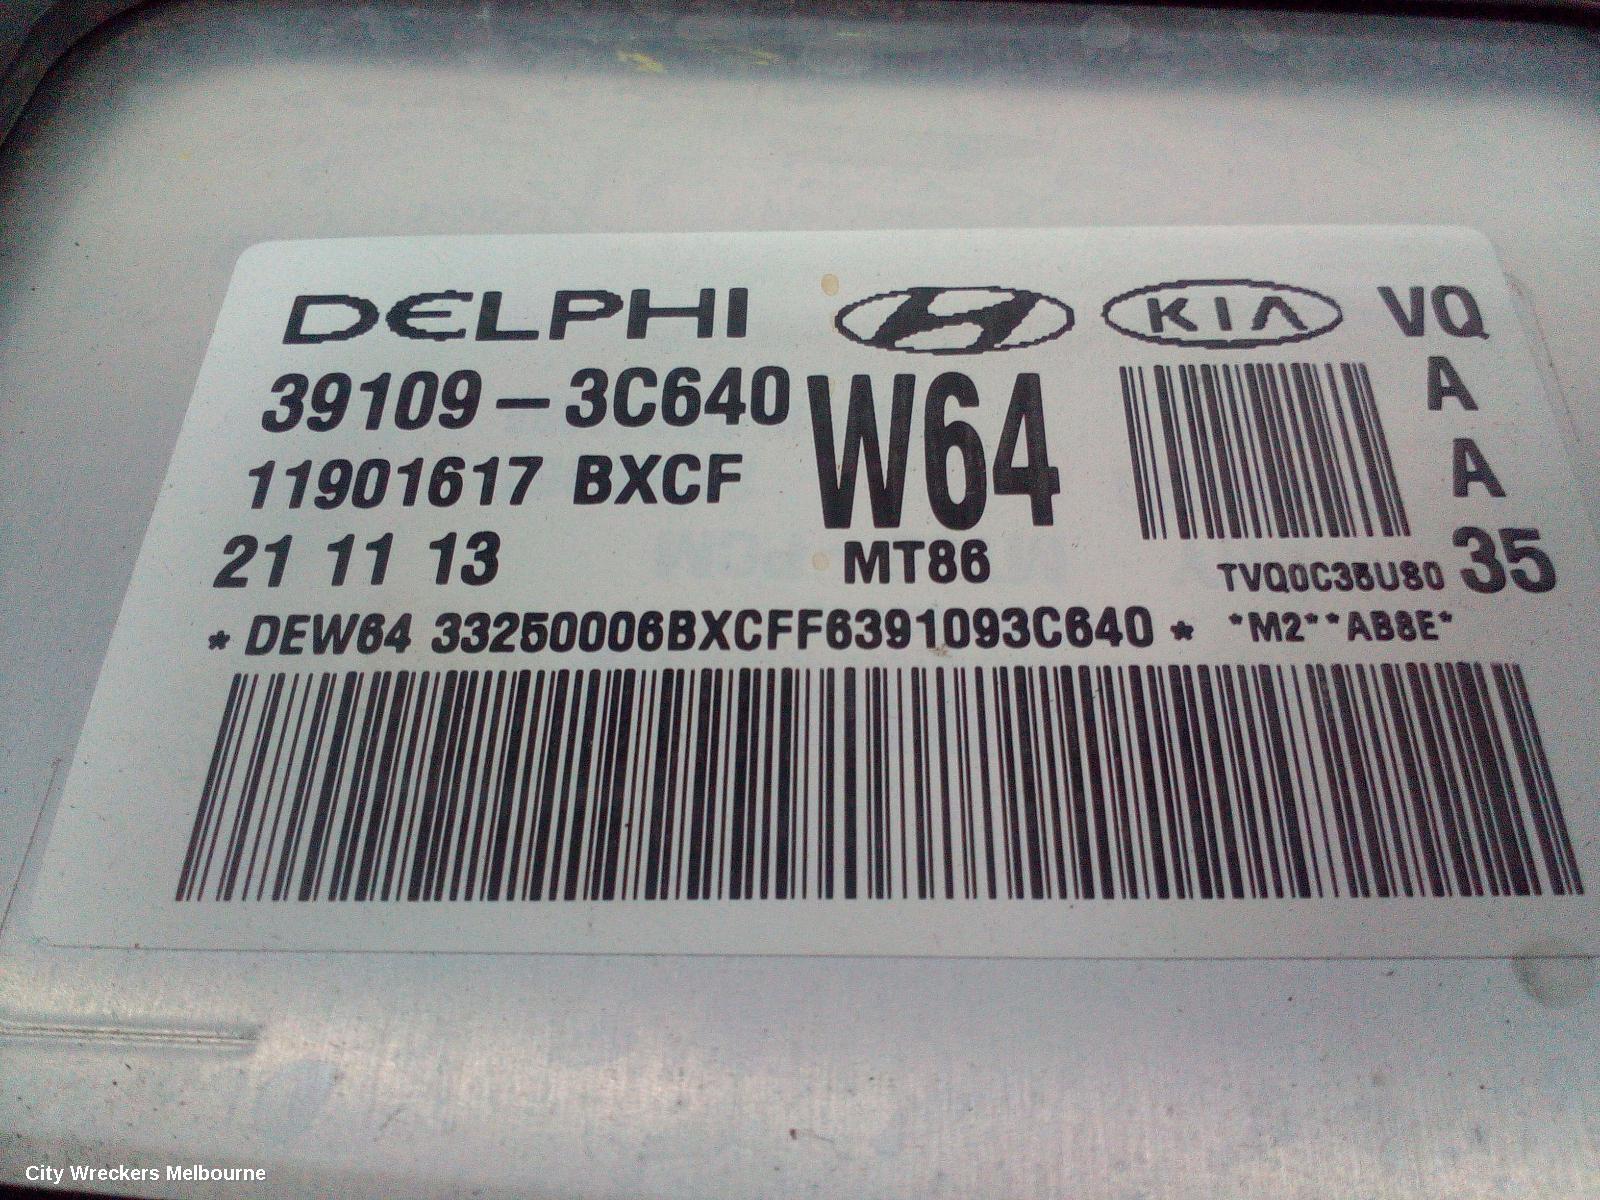 DELPHI KIA VQ
39109-3C640 W64 A
11901617 BXCF A
21 11 13 MT86 TVQ0C35U80 35
* DEW64 33250006BXCFF6391093C640 * *M2**AB8E*
City Wreckers Melbourne